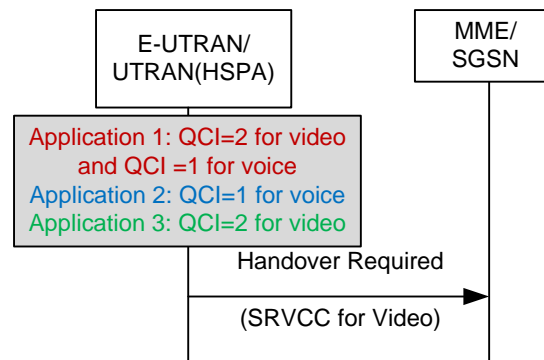 E-UTRAN/
UTRAN(HSPA)
MME/
SGSN
Application 1: QCI=2 for video
and QCI =1 for voice
Application 2: QCI=1 for voice
Application 3: QCI=2 for video
Handover Required
(SRVCC for Video)